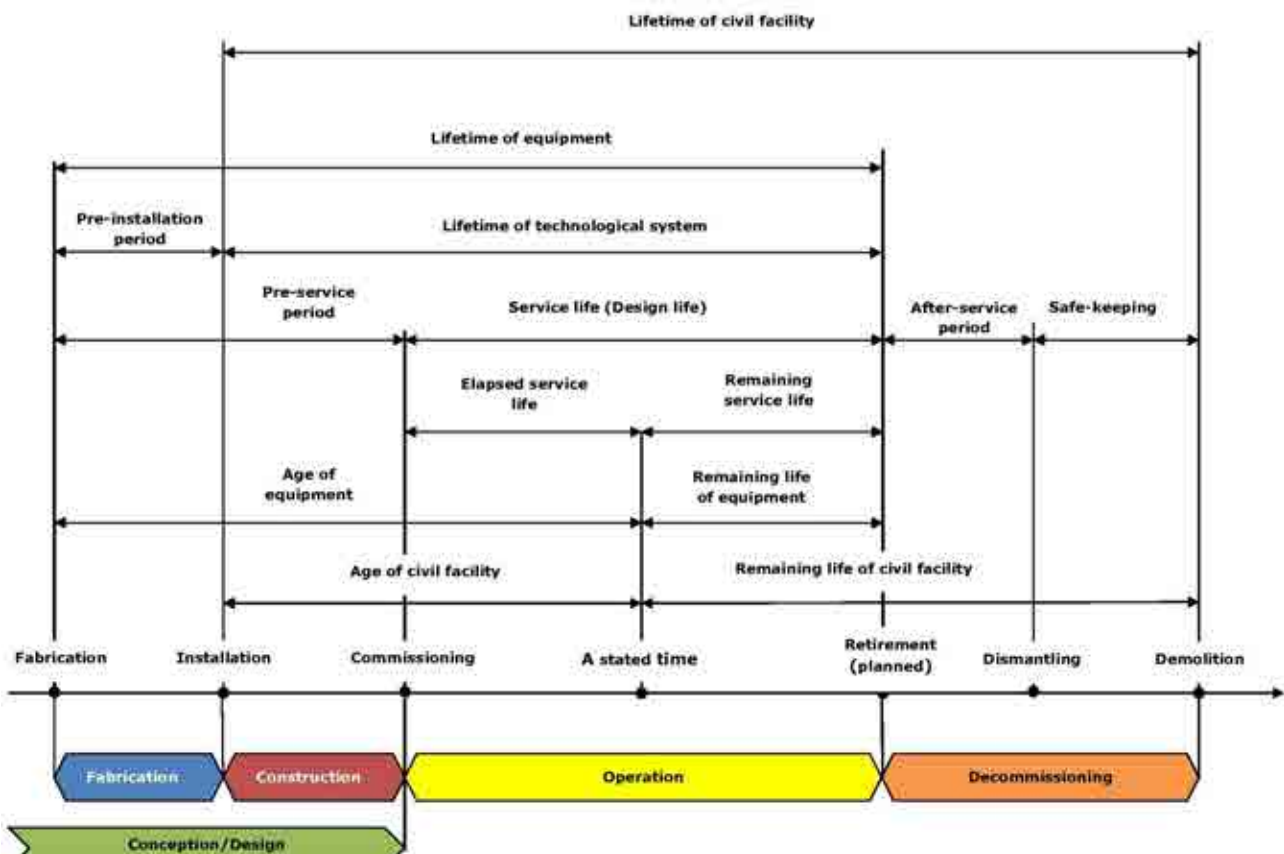 Lifetime of civil facility
Lifetime of equipment
Pre-installation
period
Lifetime of technological system
Pre-service
period
Service life (Design life)
After-service
period
Safe-keeping
Elapsed service
life
Remaining
service life
Age of
equipment
Remaining life
of equipment
Age of civil facility
Remaining life of civil facility
Fabrication
Installation
Commissioning
A stated time
Retirement
(planned)
Dismantling
Demolition
Fabrication
Construction
Operation
Decommissioning
Conception/Design